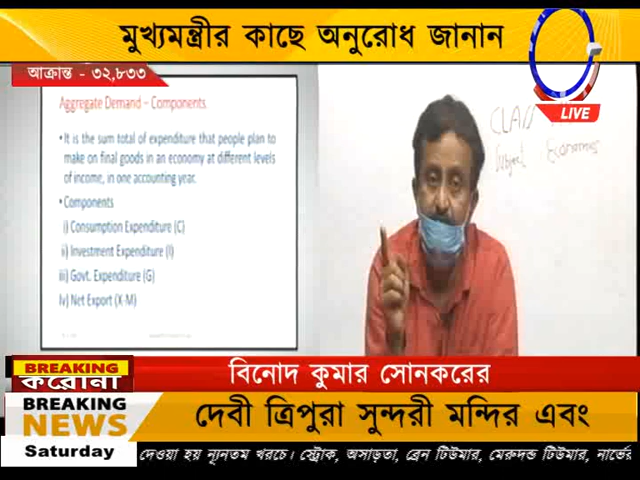 মুখ্যমন্ত্রীর কাছে অনুরোধ জানান
আক্রান্ত - ৩২,৮৩৩
LIVE
Aggregate Demand – Components
• It is the sum total of expenditure that people plan to
make on final goods in an economy at different levels
of income, in one accounting year.
• Components
i) Consumption Expenditure (C)
ii) Investment Expenditure (I)
iii) Govt. Expenditure (G)
iv) Net Export (X-M)
CLASS
Subject Economics
BREAKING
করোনা
বিনোদ কুমার সোনকরের
BREAKING
NEWS
দেবী ত্রিপুরা সুন্দরী মন্দির এবং
Saturday
দেওয়া হয় ন্যূনতম খরচে। স্ট্রোক, অসাড়তা, ব্রেন টিউমার, মেরুদন্ড টিউমার, নার্ভের